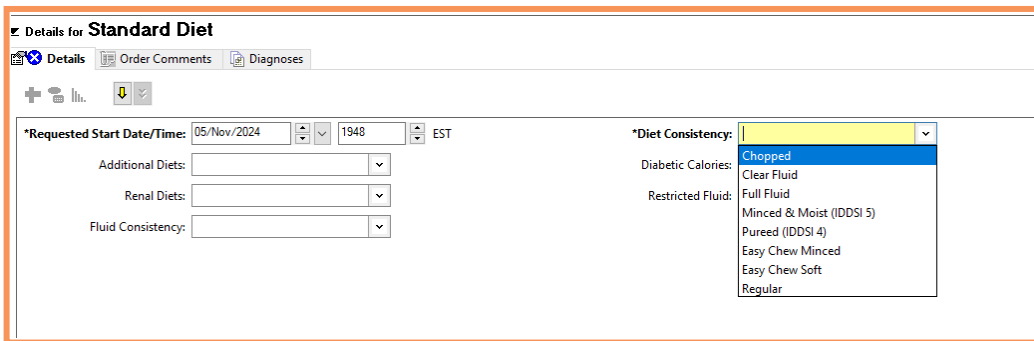 Details for Standard Diet
Details Order Comments Diagnoses
*Requested Start Date/Time: 05/Nov/2024 1948 EST *Diet Consistency:
Additional Diets: Diabetic Calories:
Renal Diets: Restricted Fluid:
Fluid Consistency:
Chopped
Clear Fluid
Full Fluid
Minced & Moist (IDDSI 5)
Pureed (IDDSI 4)
Easy Chew Minced
Easy Chew Soft
Regular